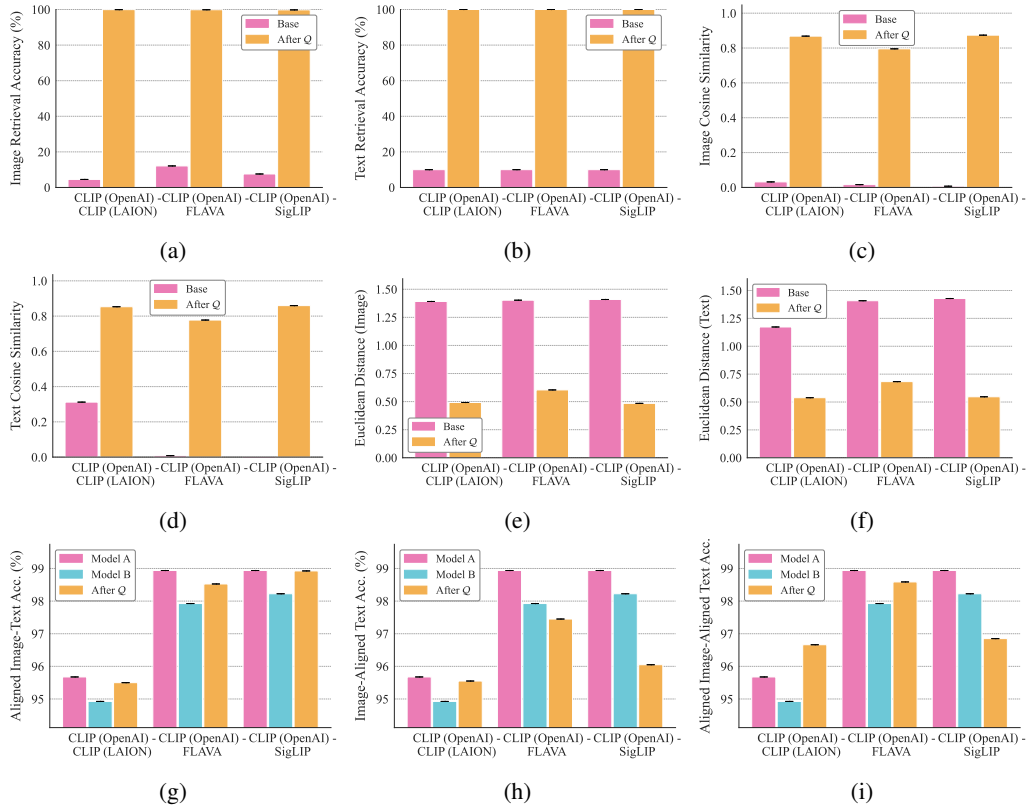 Image Retrieval Accuracy (%)
100
80
60
40
20
0
Base
After Q
CLIP (OpenAI) -CLIP (OpenAI) -CLIP (OpenAI) -
CLIP (LAION) FLAVA SigLIP
(a)
Text Retrieval Accuracy (%)
100
80
60
40
20
0
Base
After Q
CLIP (OpenAI) -CLIP (OpenAI) -CLIP (OpenAI) -
CLIP (LAION) FLAVA SigLIP
(b)
Image Cosine Similarity
1.0
0.8
0.6
0.4
0.2
0.0
Base
After Q
CLIP (OpenAI) -CLIP (OpenAI) -CLIP (OpenAI) -
CLIP (LAION) FLAVA SigLIP
(c)
Text Cosine Similarity
1.0
0.8
0.6
0.4
0.2
0.0
Base
After Q
CLIP (OpenAI) -CLIP (OpenAI) -CLIP (OpenAI) -
CLIP (LAION) FLAVA SigLIP
(d)
Euclidean Distance (Image)
1.50
1.25
1.00
0.75
0.50
0.25
0.00
Base
After Q
CLIP (OpenAI) -CLIP (OpenAI) -CLIP (OpenAI) -
CLIP (LAION) FLAVA SigLIP
(e)
Euclidean Distance (Text)
1.50
1.25
1.00
0.75
0.50
0.25
0.00
Base
After Q
CLIP (OpenAI) -CLIP (OpenAI) -CLIP (OpenAI) -
CLIP (LAION) FLAVA SigLIP
(f)
Aligned Image-Text Acc. (%)
99
98
97
96
95
Model A
Model B
After Q
CLIP (OpenAI) -CLIP (OpenAI) -CLIP (OpenAI) -
CLIP (LAION) FLAVA SigLIP
(g)
Image-Aligned Text Acc. (%)
99
98
97
96
95
Model A
Model B
After Q
CLIP (OpenAI) -CLIP (OpenAI) -CLIP (OpenAI) -
CLIP (LAION) FLAVA SigLIP
(h)
Aligned Image-Aligned Text Acc.
99
98
97
96
95
Model A
Model B
After Q
CLIP (OpenAI) -CLIP (OpenAI) -CLIP (OpenAI) -
CLIP (LAION) FLAVA SigLIP
(i)